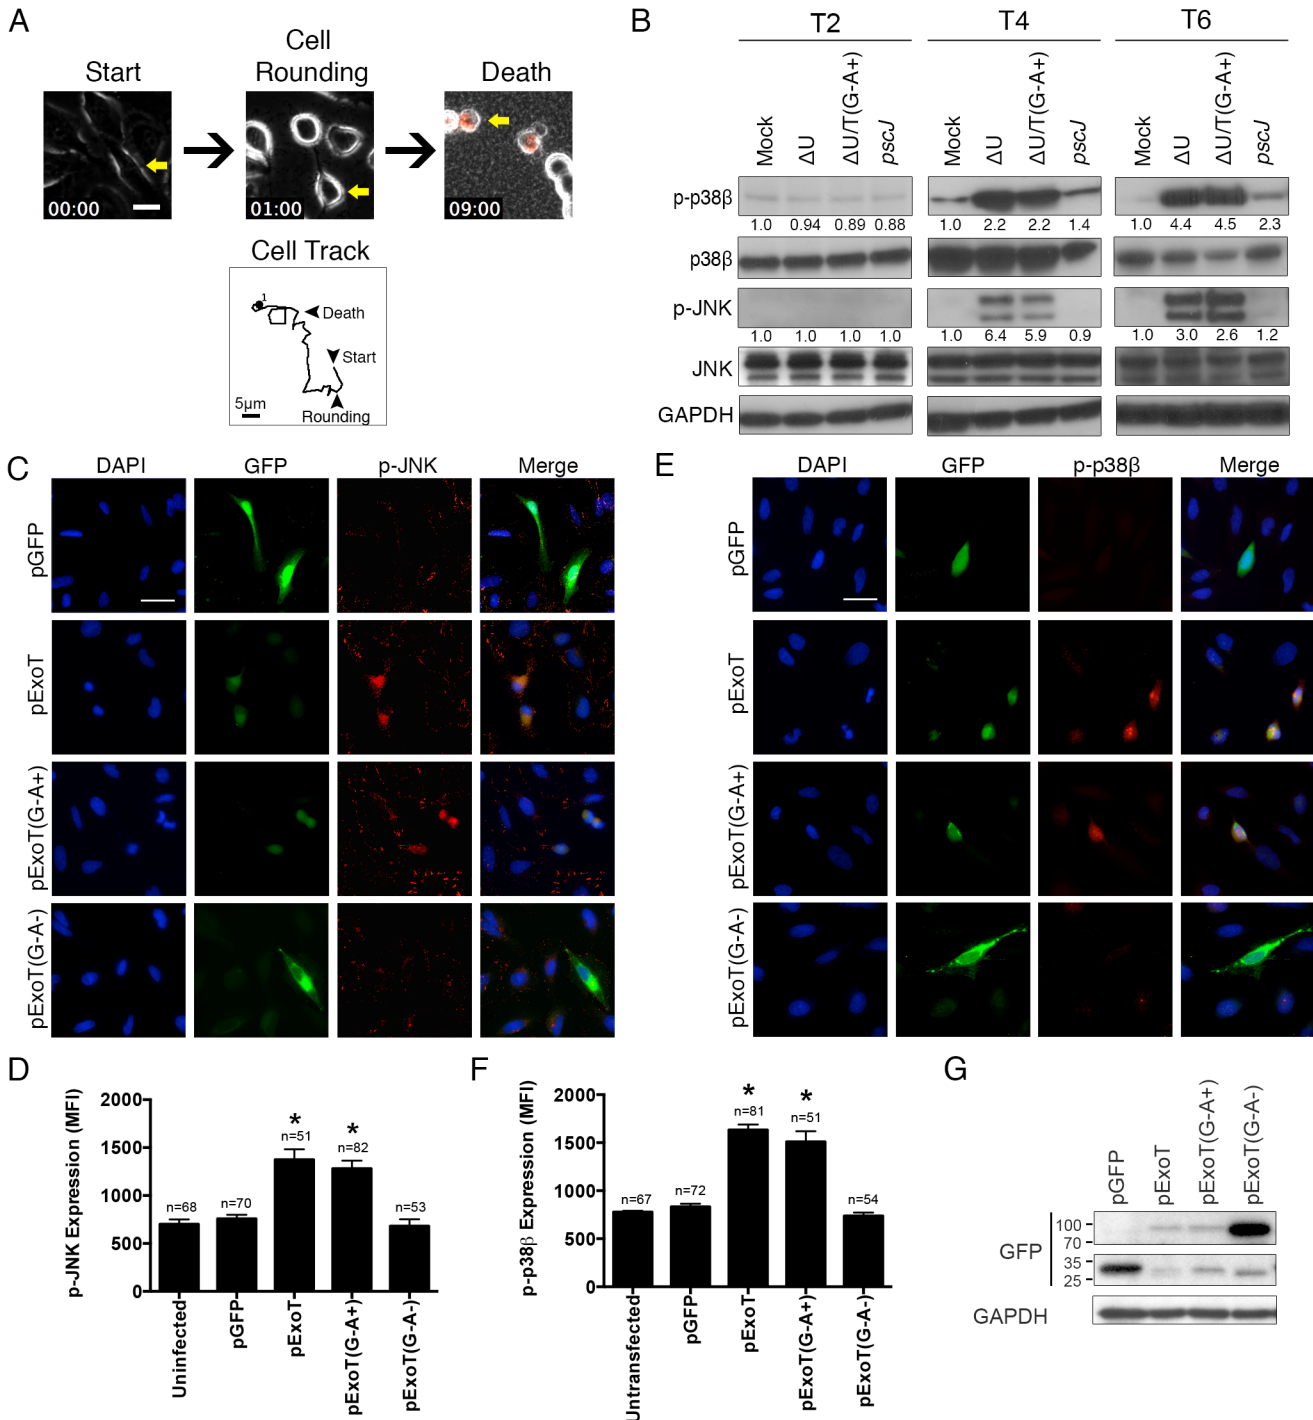 A
Start
Cell
Rounding
Death
00:00
01:00
09:00
Cell Track
1
Death
Start
Rounding
5µm
B
T2
T4
T6
Mock
ΔU
ΔU/T(G-A+)
pscJ
Mock
ΔU
ΔU/T(G-A+)
pscJ
Mock
ΔU
ΔU/T(G-A+)
pscJ
p-p38β
1.0 0.94 0.89 0.88 1.0 2.2 2.2 1.4 1.0 4.4 4.5 2.3
p38β
p-JNK
1.0 1.0 1.0 1.0 1.0 6.4 5.9 0.9 1.0 3.0 2.6 1.2
JNK
GAPDH
C
DAPI GFP p-JNK Merge
pGFP
pExoT
pExoT(G-A+)
pExoT(G-A-)
E
DAPI GFP p-p38β Merge
pGFP
pExoT
pExoT(G-A+)
pExoT(G-A-)
D
p-JNK Expression (MFI)
2000
1500
1000
500
0
n=68
n=70
*
n=51
*
n=82
n=53
Uninfected
pGFP
pExoT
pExoT(G-A+)
pExoT(G-A-)
F
p-p38β Expression (MFI)
2000
1500
1000
500
0
n=67
n=72
*
n=81
*
n=51
n=54
Untransfected
pGFP
pExoT
pExoT(G-A+)
pExoT(G-A-)
G
pGFP
pExoT
pExoT(G-A+)
pExoT(G-A-)
GFP
100
70
35
25
GAPDH